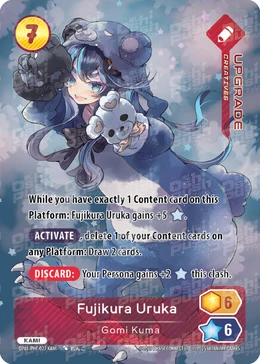 7
UPGRADE
CREATIVES
While you have exactly 1 Content card on this
Platform: Fujikura Uruka gains +5
ACTIVATE , delete 1 of your Content cards on
any Platform: Draw 2 cards.
DISCARD: Your Persona gains +2 this clash.
Fujikura Uruka
Gomi Kuma
6
6
KAMI